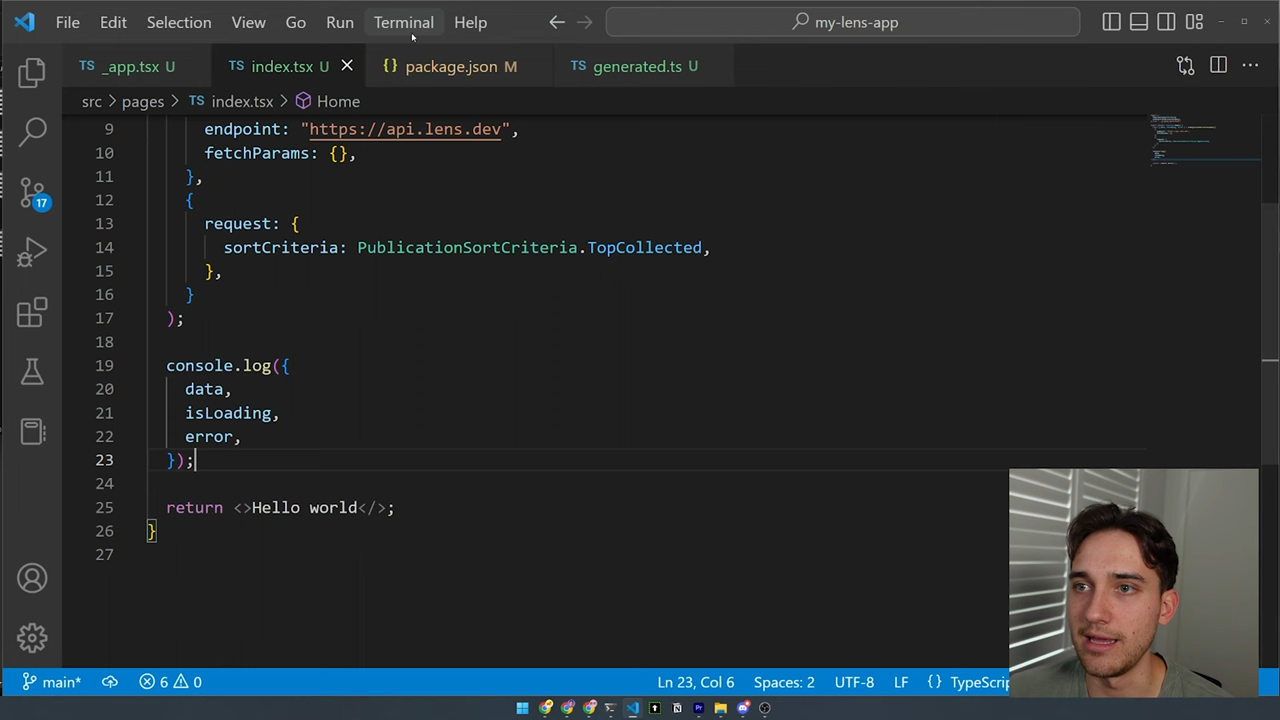 File Edit Selection View Go Run Terminal Help my-lens-app
TS _app.tsx U TS index.tsx U {} package.json M TS generated.ts U
src > pages > TS index.tsx > Home
9 endpoint: "https://api.lens.dev",
10 fetchParams: {},
11 },
12 {
13 request: {
14 sortCriteria: PublicationSortCriteria.TopCollected,
15 },
16 }
17 );
18
19 console.log({
20 data,
21 isLoading,
22 error,
23 });
24
25 return <>Hello world</>;
26 }
27
17
main* 6 0 Ln 23, Col 6 Spaces: 2 UTF-8 LF {} TypeScrip